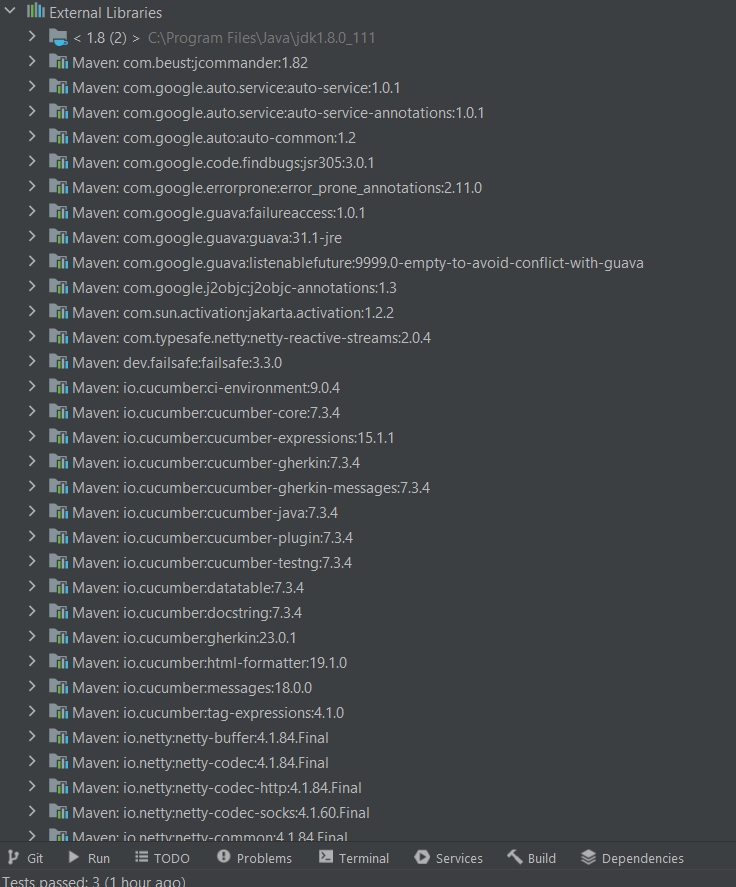 External Libraries
< 1.8 (2) > C:\Program Files\Java\jdk1.8.0_111
Maven: com.beust:jcommander:1.82
Maven: com.google.auto.service:auto-service:1.0.1
Maven: com.google.auto.service:auto-service-annotations:1.0.1
Maven: com.google.auto:auto-common:1.2
Maven: com.google.code.findbugs:jsr305:3.0.1
Maven: com.google.errorprone:error_prone_annotations:2.11.0
Maven: com.google.guava:failureaccess:1.0.1
Maven: com.google.guava:guava:31.1-jre
Maven: com.google.guava:listenablefuture:9999.0-empty-to-avoid-conflict-with-guava
Maven: com.google.j2objc:j2objc-annotations:1.3
Maven: com.sun.activation:jakarta.activation:1.2.2
Maven: com.typesafe.netty:netty-reactive-streams:2.0.4
Maven: dev.failsafe:failsafe:3.3.0
Maven: io.cucumber:ci-environment:9.0.4
Maven: io.cucumber:cucumber-core:7.3.4
Maven: io.cucumber:cucumber-expressions:15.1.1
Maven: io.cucumber:cucumber-gherkin:7.3.4
Maven: io.cucumber:cucumber-gherkin-messages:7.3.4
Maven: io.cucumber:cucumber-java:7.3.4
Maven: io.cucumber:cucumber-plugin:7.3.4
Maven: io.cucumber:cucumber-testng:7.3.4
Maven: io.cucumber:datatable:7.3.4
Maven: io.cucumber:docstring:7.3.4
Maven: io.cucumber:gherkin:23.0.1
Maven: io.cucumber:html-formatter:19.1.0
Maven: io.cucumber:messages:18.0.0
Maven: io.cucumber:tag-expressions:4.1.0
Maven: io.netty:netty-buffer:4.1.84.Final
Maven: io.netty:netty-codec:4.1.84.Final
Maven: io.netty:netty-codec-http:4.1.84.Final
Maven: io.netty:netty-codec-socks:4.1.60.Final
Maven: io.netty:netty-common:4.1.84.Final
Git Run TODO Problems Terminal Services Build Dependencies
Tests passed: 3 (1 hour ago)